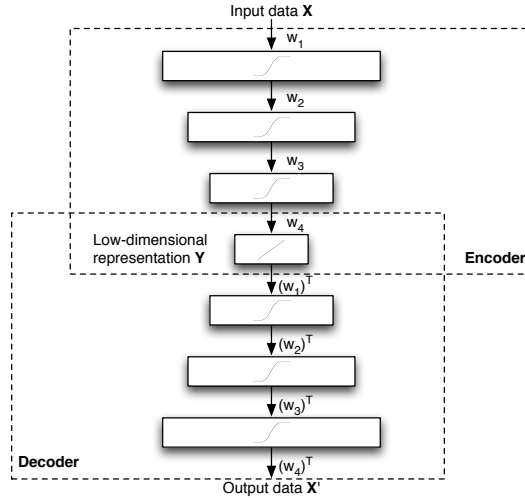 Input data X
w1
w2
w3
w4
Low-dimensional
representation Y
Encoder
(w1)T
(w2)T
(w3)T
Decoder
(w4)T
Output data X'